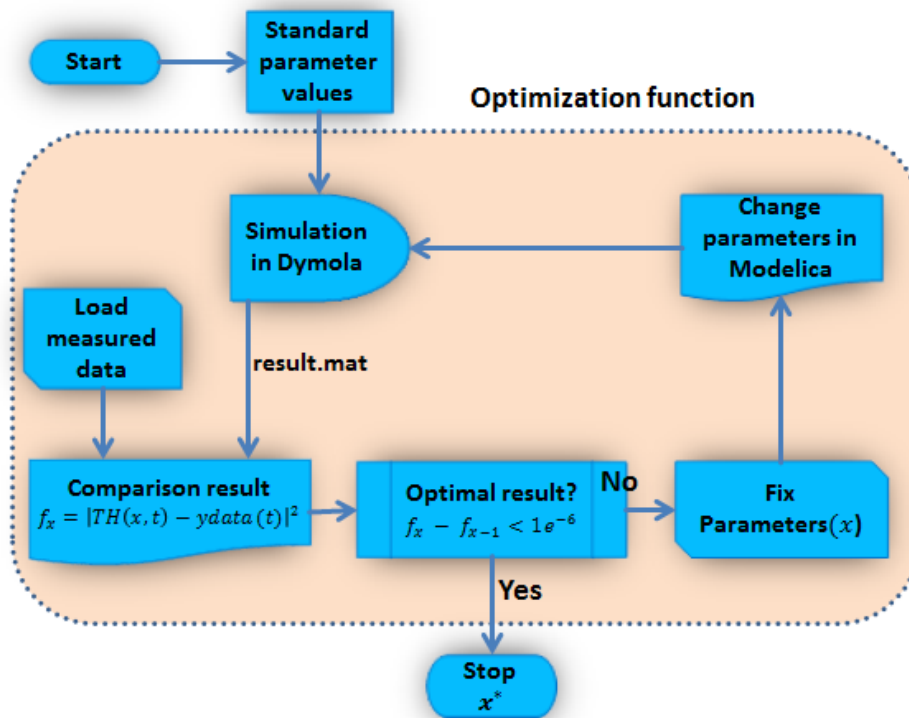 Start
Standard
parameter
values
Optimization function
Simulation
in Dymola
Change
parameters in
Modelica
Load
measured
data
result.mat
Comparison result
f_x = |TH(x,t) − ydata(t)|^2
Optimal result?
f_x − f_{x−1} < 1e^{−6}
No
Fix
Parameters(x)
Yes
Stop
x^*